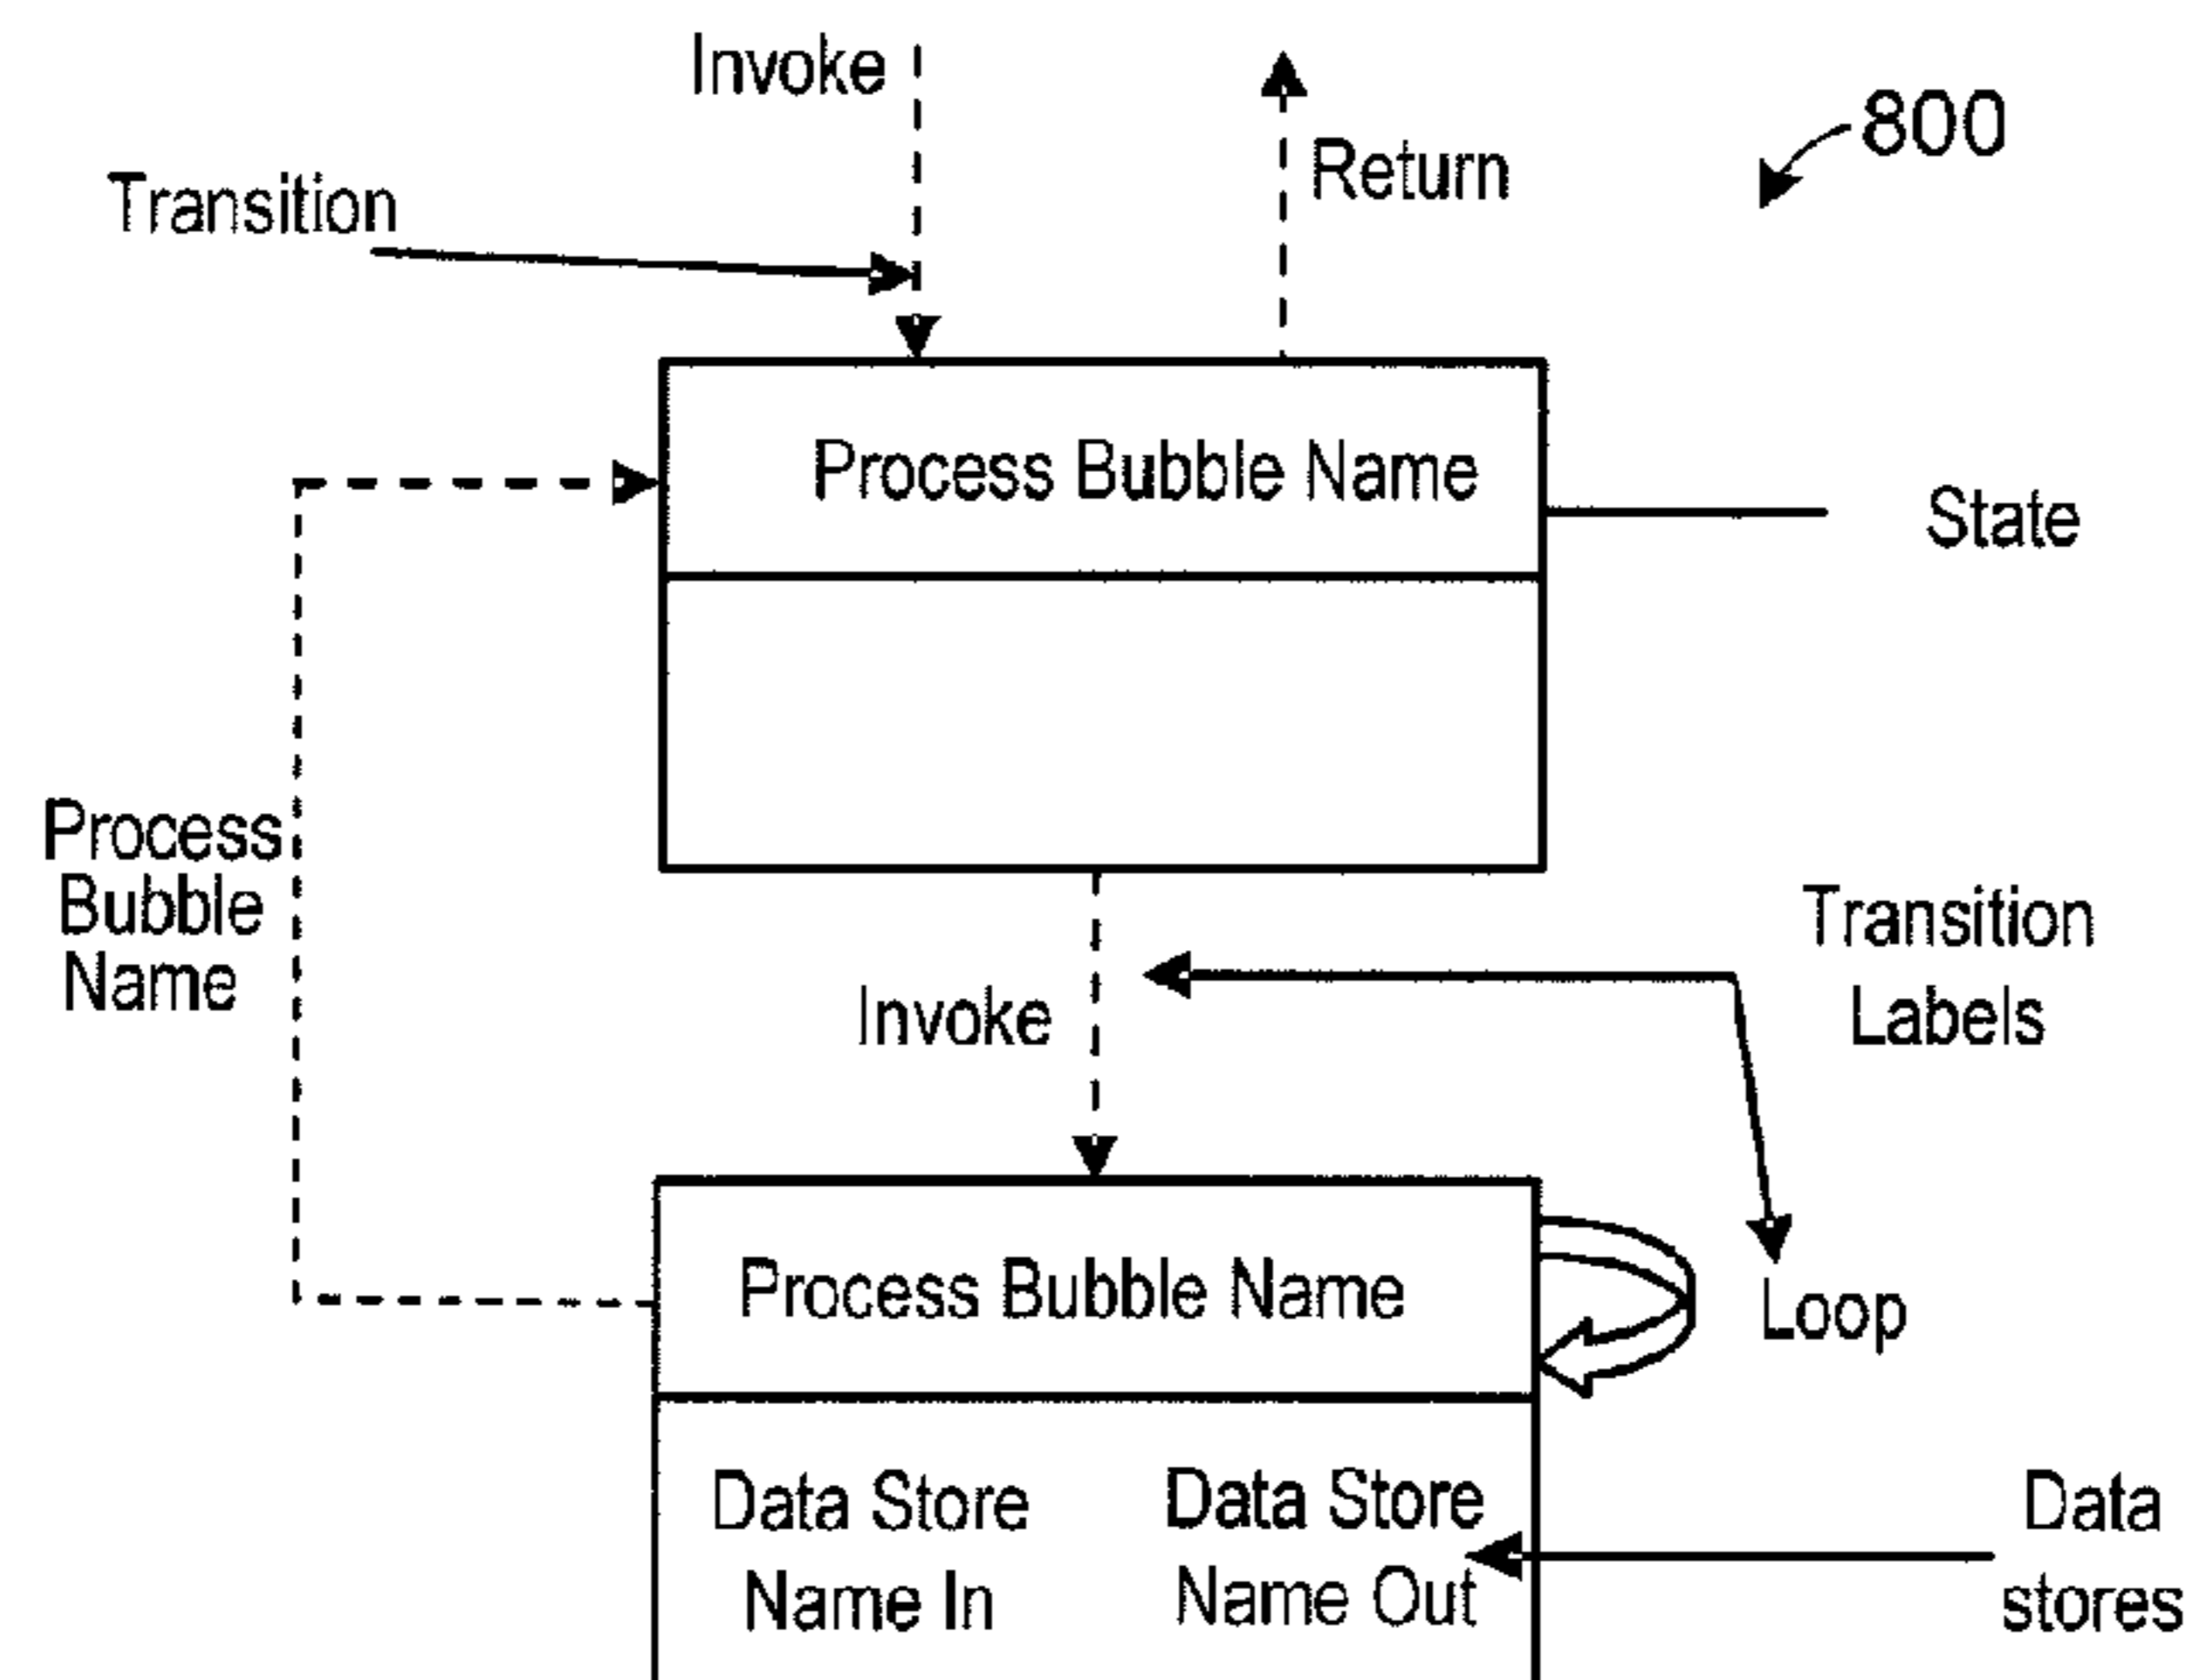 Invoke
800
Return
Transition
Process Bubble Name
State
Process
Bubble
Name
Transition
Labels
Invoke
Process Bubble Name
Loop
Data Store
Name In
Data Store
Name Out
Data
stores